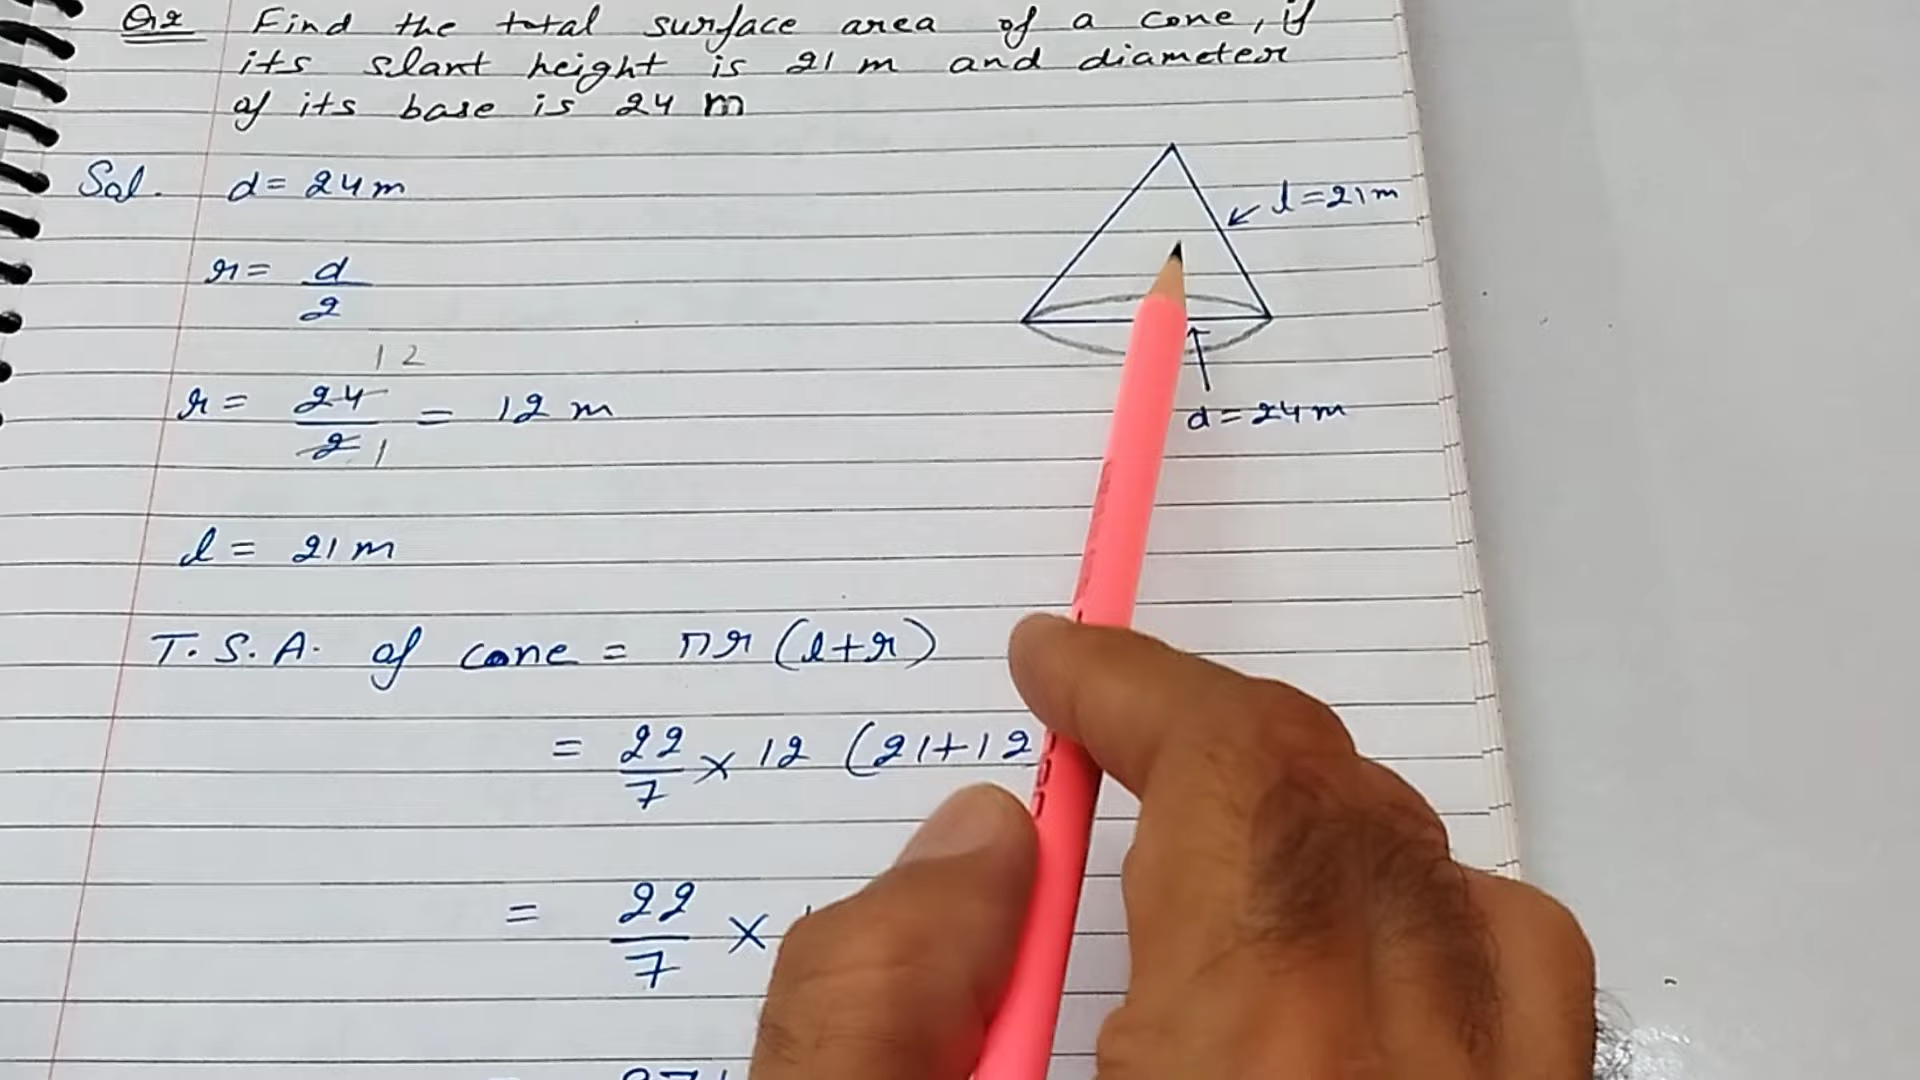 Q2 Find the total surface area of a cone, if
its slant height is 21 m and diameter
of its base is 24 m
Sol. d = 24 m
l = 21 m
r = d/2
12
r = 24/2 = 12 m
1
d = 24 m
l = 21 m
T.S.A. of cone = πr (l+r)
= 22/7 × 12 (21+12
= 22/7 ×